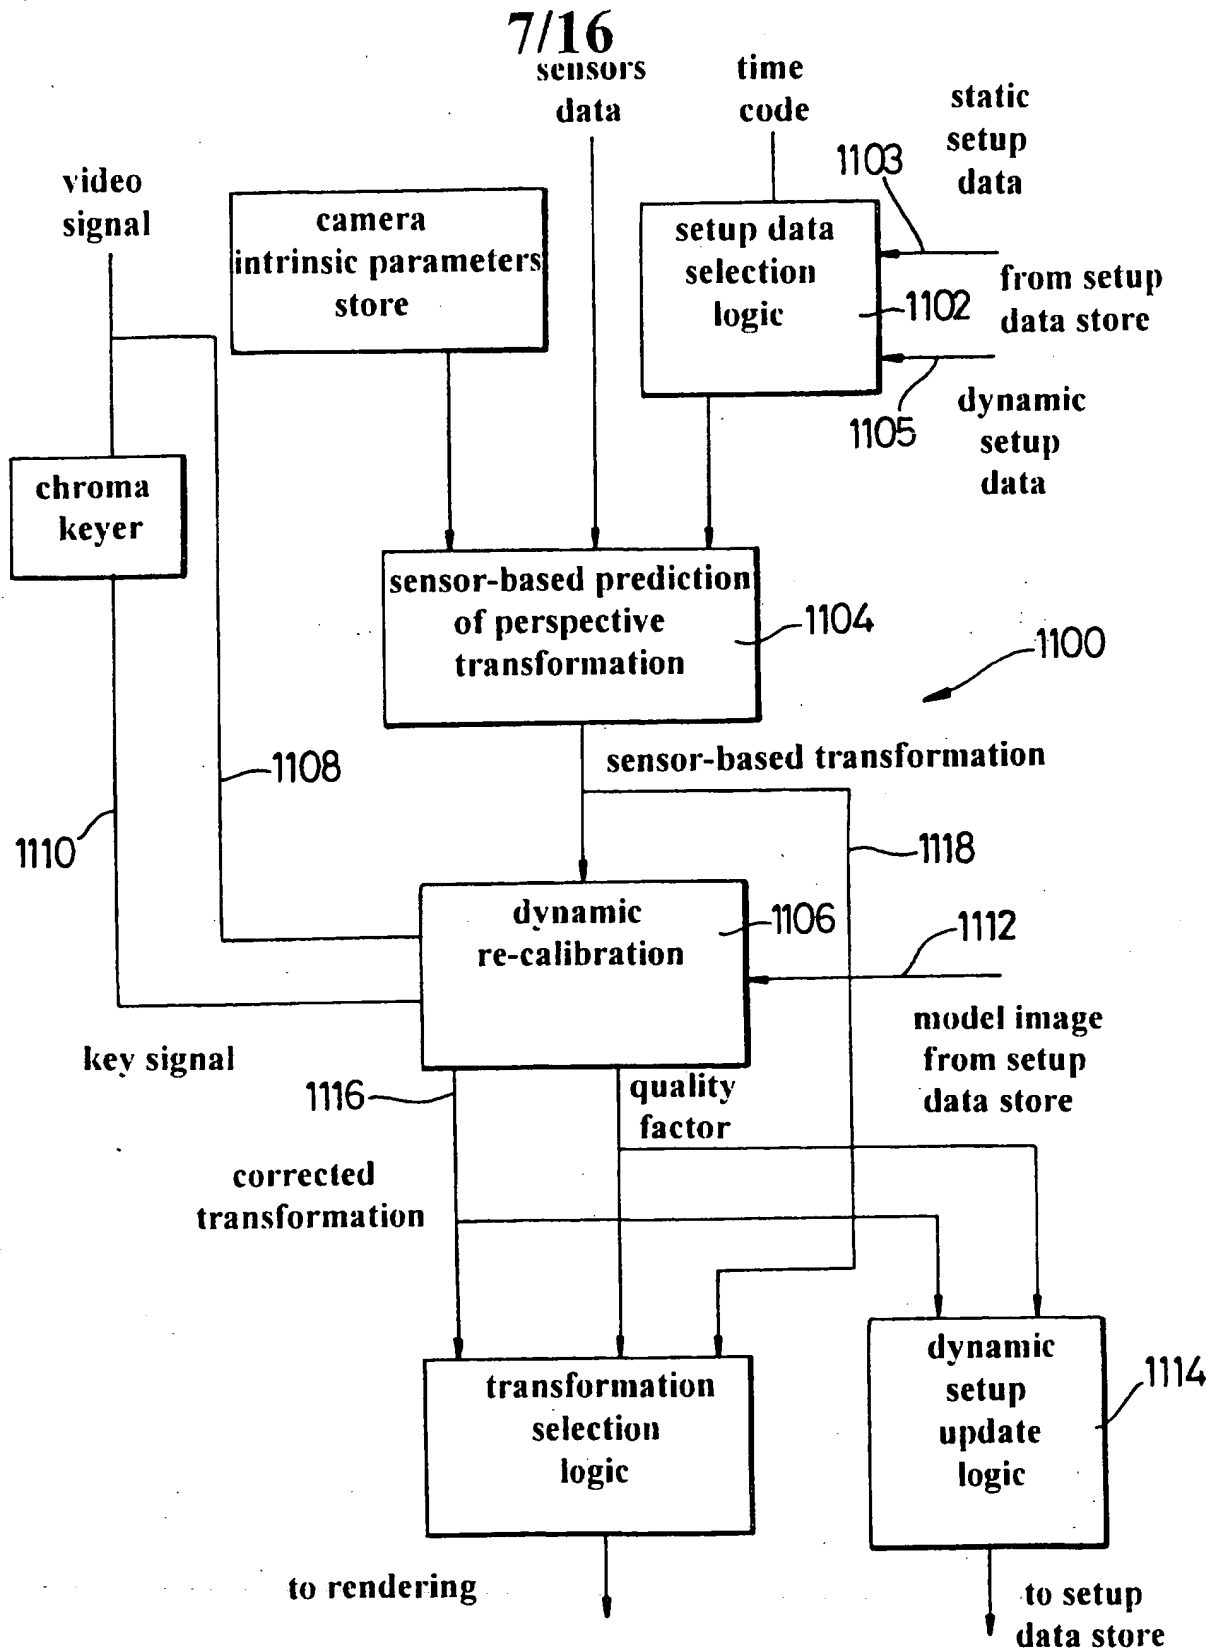 7/16
sensors
data
time
code
static
setup
data
1103
video
signal
camera
intrinsic parameters
store
setup data
selection
logic
1102
from setup
data store
1105
dynamic
setup
data
chroma
keyer
sensor-based prediction
of perspective
transformation
1104
1100
sensor-based transformation
1108
1110
1118
dynamic
re-calibration
1106
1112
model image
from setup
data store
key signal
1116
quality
factor
corrected
transformation
transformation
selection
logic
dynamic
setup
update
logic
1114
to rendering
to setup
data store